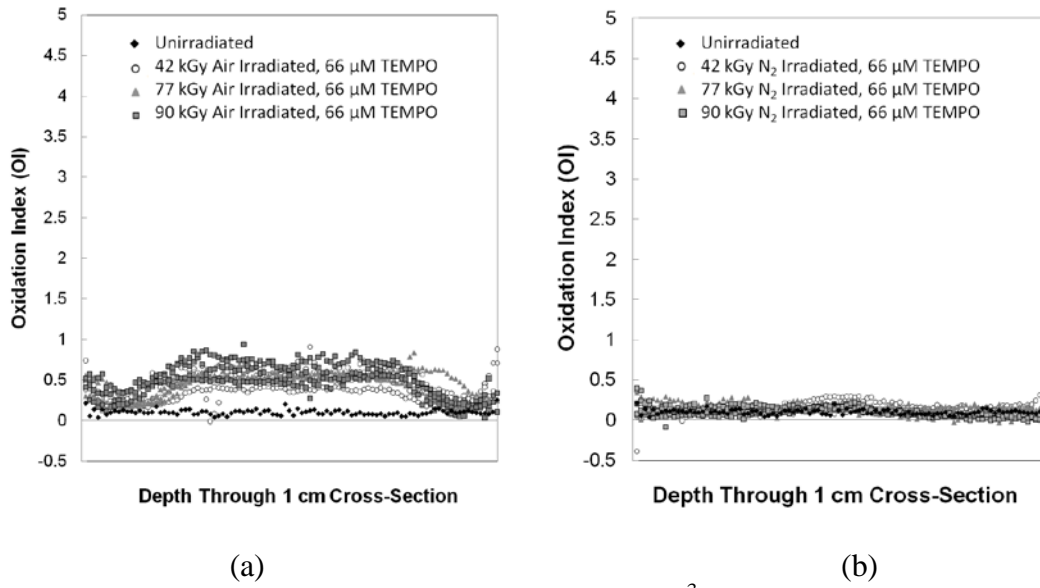 5
4.5
4
3.5
3
2.5
2
1.5
1
0.5
0
-0.5
Oxidation Index (OI)
Unirradiated
42 kGy Air Irradiated, 66 µM TEMPO
77 kGy Air Irradiated, 66 µM TEMPO
90 kGy Air Irradiated, 66 µM TEMPO
Depth Through 1 cm Cross-Section
(a)
5
4.5
4
3.5
3
2.5
2
1.5
1
0.5
0
-0.5
Oxidation Index (OI)
Unirradiated
42 kGy N₂ Irradiated, 66 µM TEMPO
77 kGy N₂ Irradiated, 66 µM TEMPO
90 kGy N₂ Irradiated, 66 µM TEMPO
Depth Through 1 cm Cross-Section
(b)
3